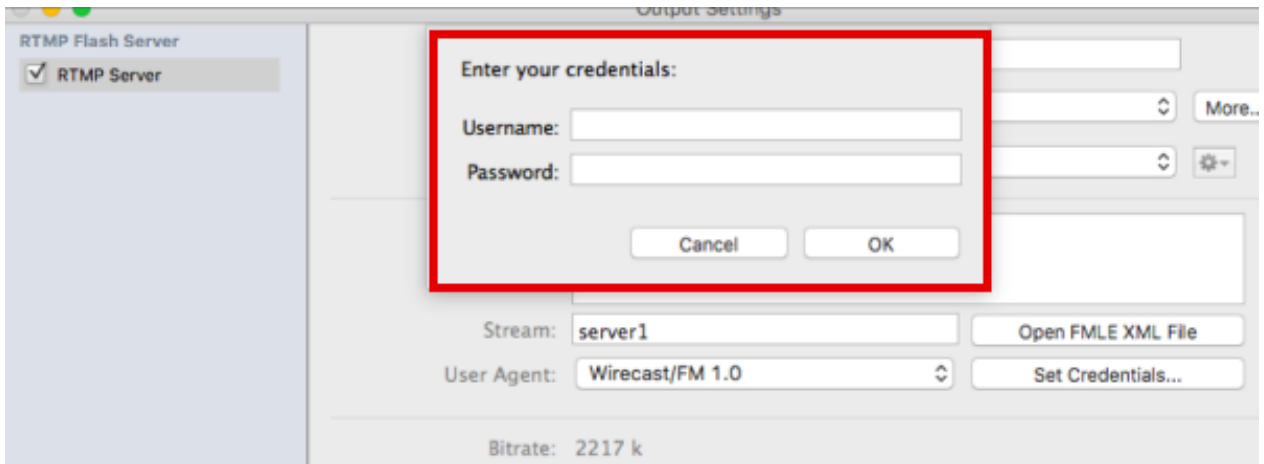 Output Settings
RTMP Flash Server
RTMP Server
Enter your credentials:
Username:
Password:
Cancel
OK
More..
Stream:
server1
Open FMLE XML File
User Agent:
Wirecast/FM 1.0
Set Credentials...
Bitrate:
2217 k